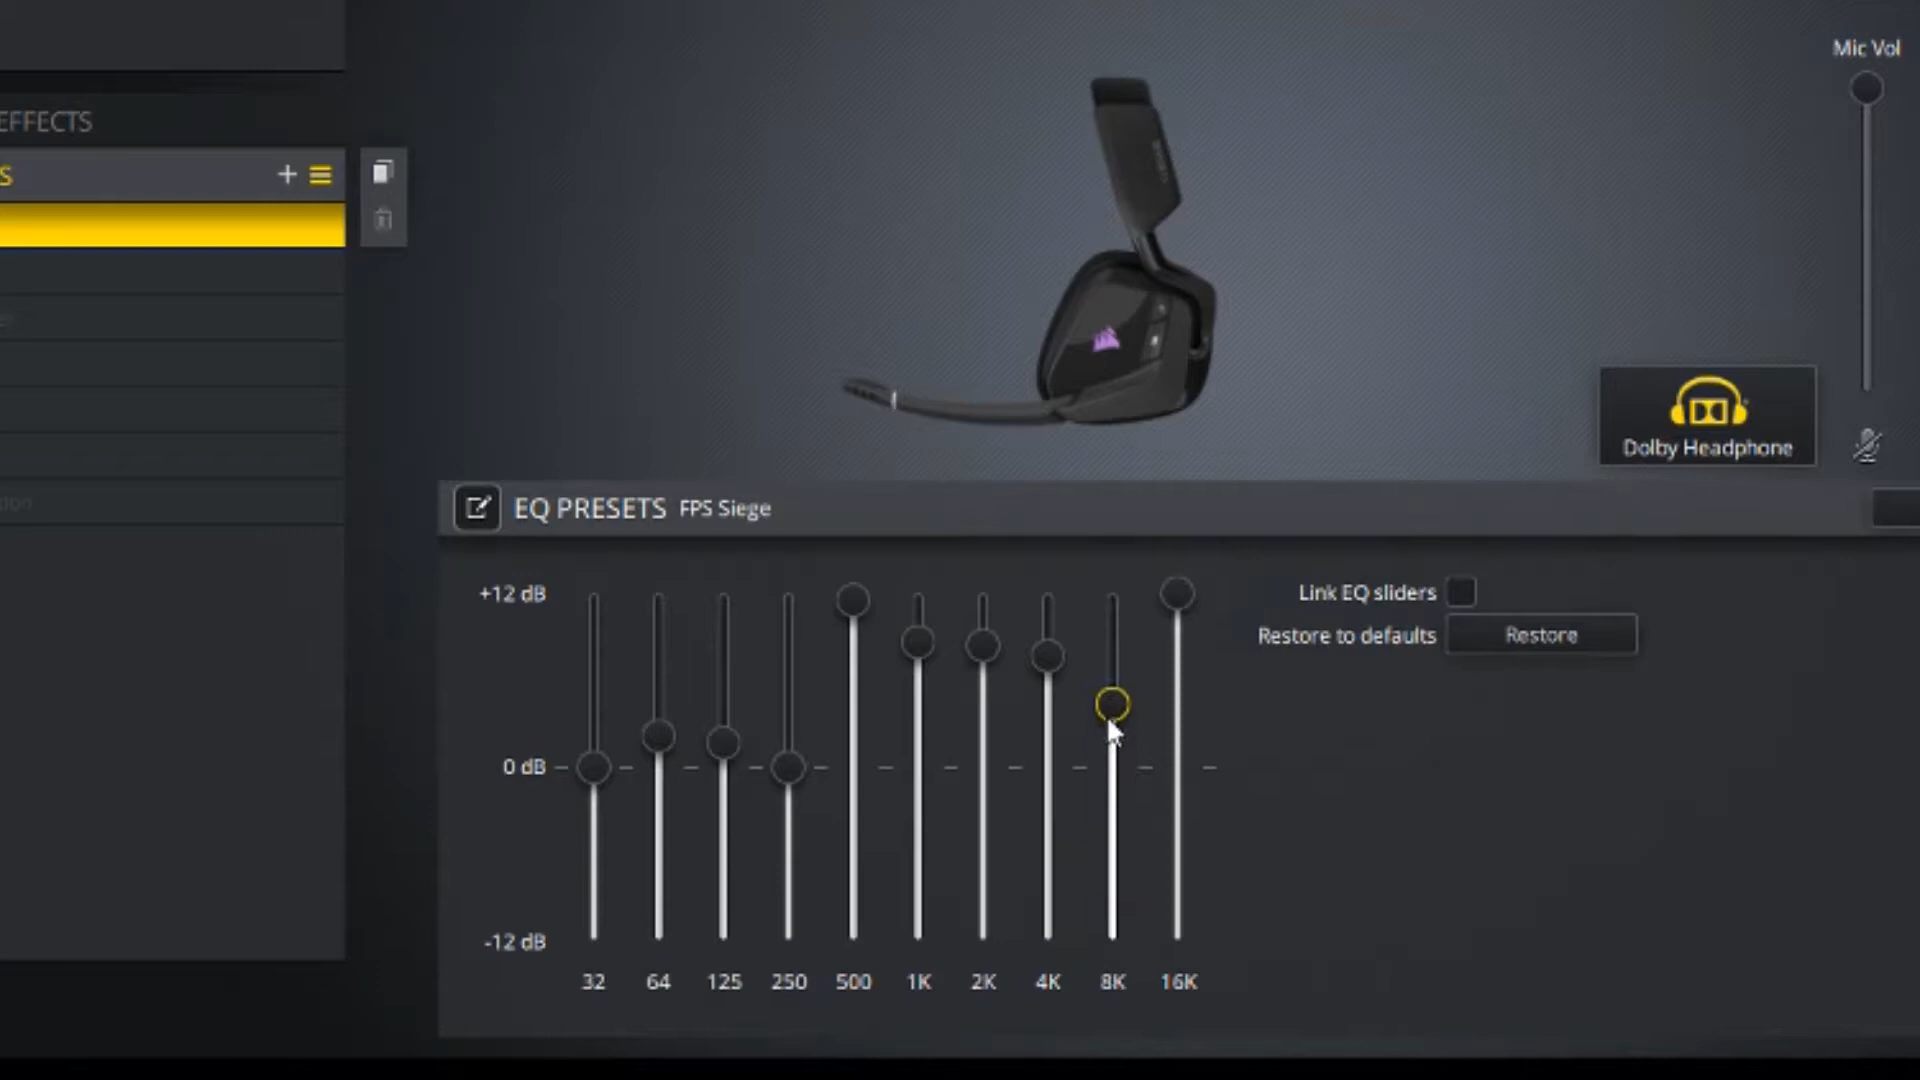 Mic Vol
EFFECTS
S
Dolby Headphone
EQ PRESETS FPS Siege
+12 dB
Link EQ sliders
Restore to defaults Restore
0 dB
-12 dB
32 64 125 250 500 1K 2K 4K 8K 16K